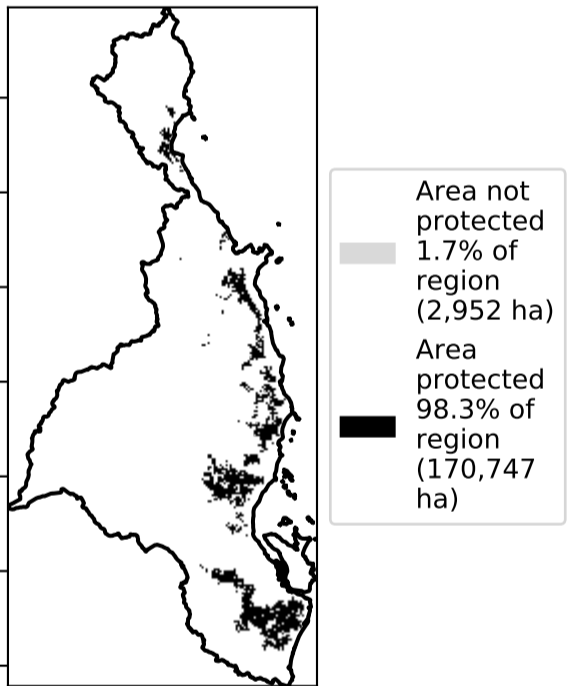 Area not
protected
1.7% of
region
(2,952 ha)
Area
protected
98.3% of
region
(170,747
ha)